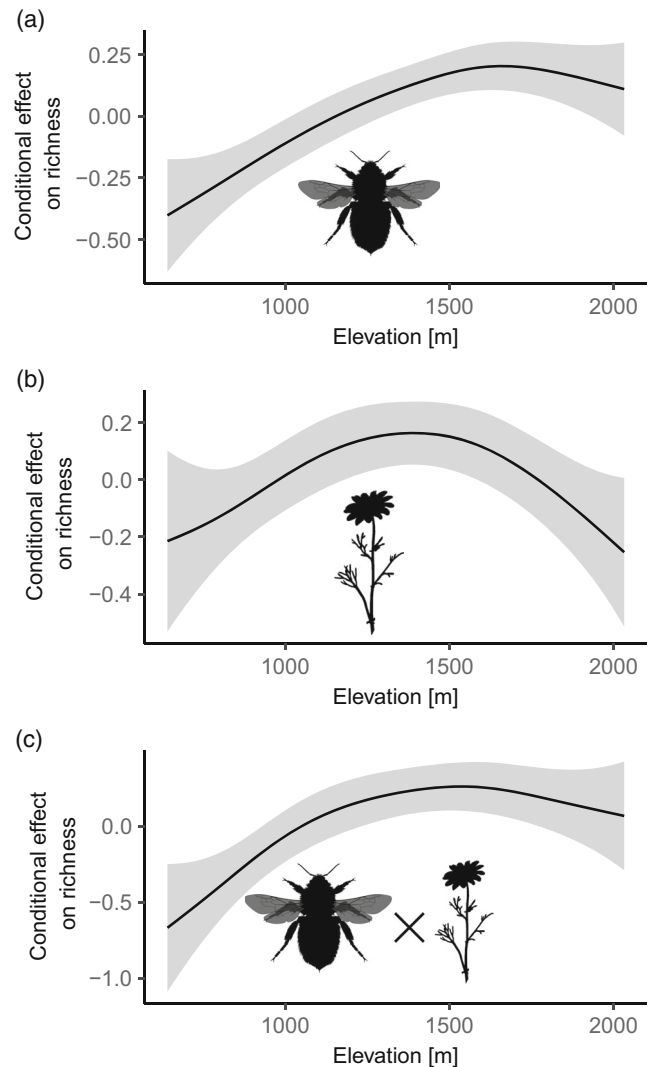 (a)
Conditional effect
on richness
0.25
0.00
−0.25
−0.50
1000 1500 2000
Elevation [m]
(b)
Conditional effect
on richness
0.2
0.0
−0.2
−0.4
1000 1500 2000
Elevation [m]
(c)
Conditional effect
on richness
0.0
−0.5
−1.0
1000 1500 2000
Elevation [m]